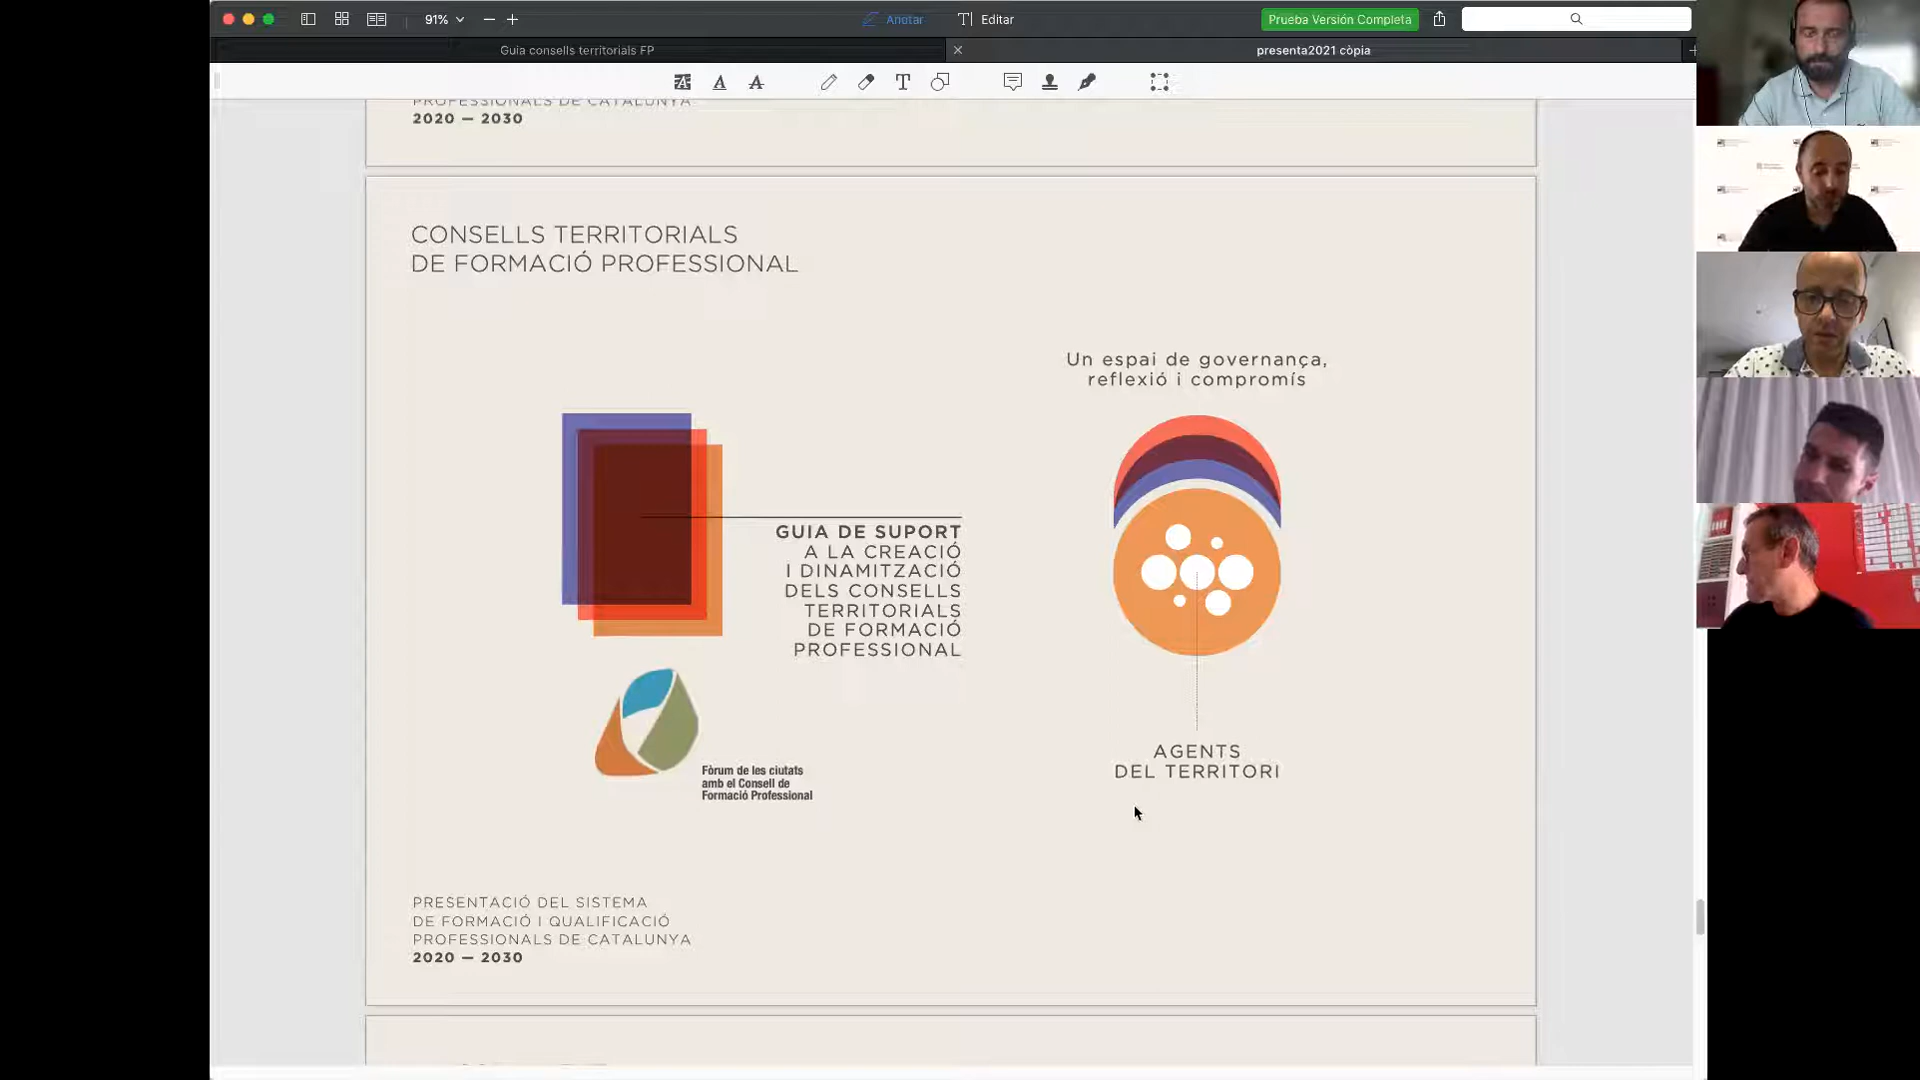 91%
Anotar
Editar
Prueba Versión Completa
Guia consells territorials FP
presenta2021 còpia
PROFESSIONALS DE CATALUNYA
2020 — 2030
CONSELLS TERRITORIALS
DE FORMACIÓ PROFESSIONAL
Un espai de governança,
reflexió i compromís
GUIA DE SUPORT
A LA CREACIÓ
I DINAMITZACIÓ
DELS CONSELLS
TERRITORIALS
DE FORMACIÓ
PROFESSIONAL
Fòrum de les ciutats
amb el Consell de
Formació Professional
AGENTS
DEL TERRITORI
PRESENTACIÓ DEL SISTEMA
DE FORMACIÓ I QUALIFICACIÓ
PROFESSIONALS DE CATALUNYA
2020 — 2030